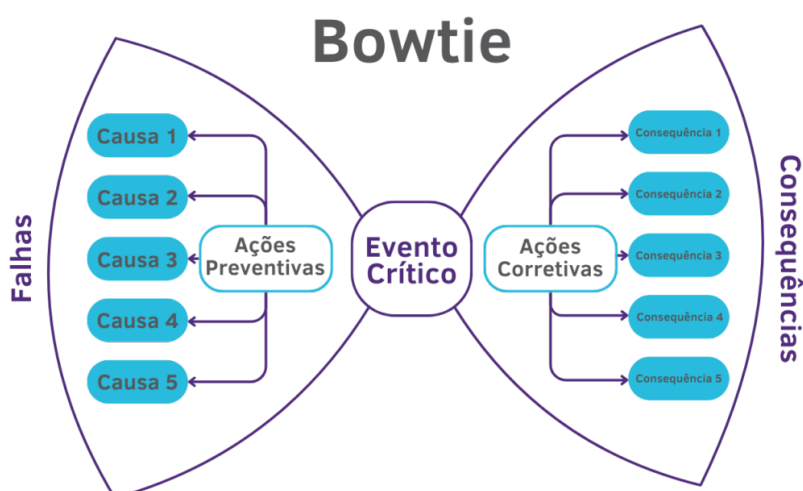 Bowtie
Falhas
Causa 1
Causa 2
Causa 3
Causa 4
Causa 5
Ações
Preventivas
Evento
Crítico
Ações
Corretivas
Consequência 1
Consequência 2
Consequência 3
Consequência 4
Consequência 5
Consequências